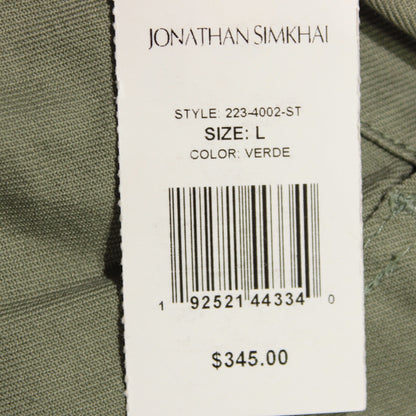 JONATHAN SIMKHAI
STYLE: 223-4002-ST
SIZE: L
COLOR: VERDE
1 92521 44334 0
$345.00